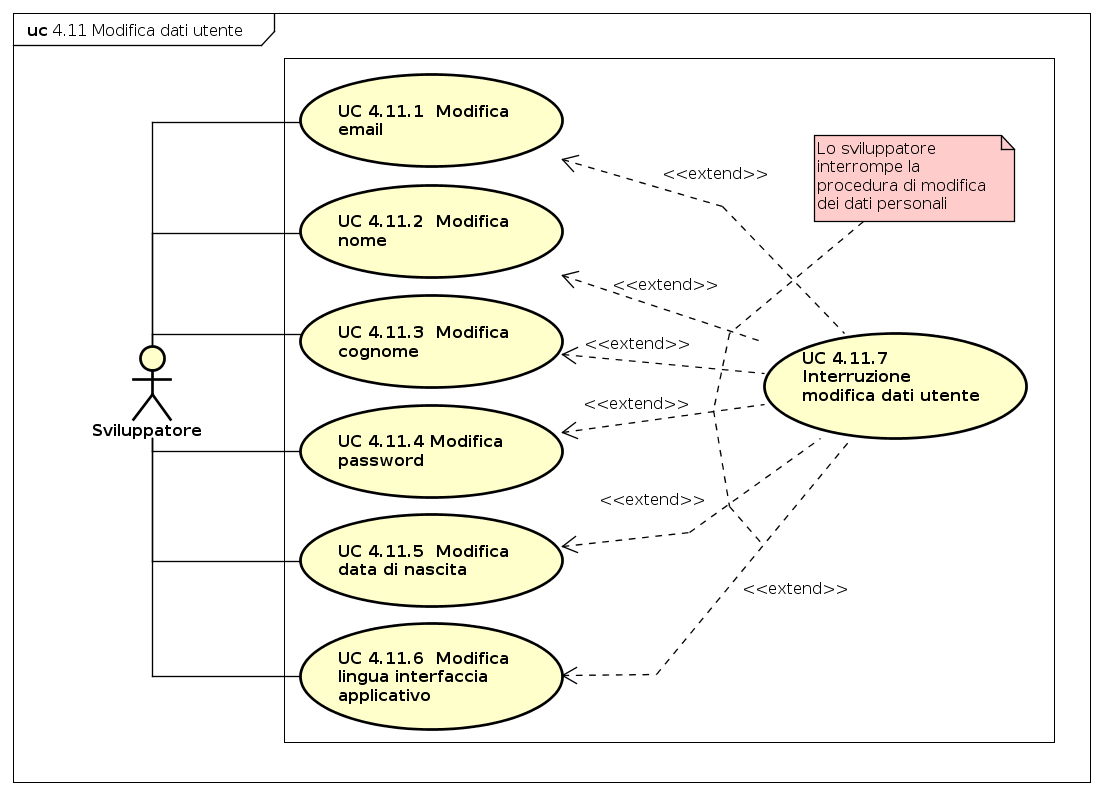 uc 4.11 Modifica dati utente
UC 4.11.1  Modifica
email
Lo sviluppatore
interrompe la
procedura di modifica
dei dati personali
<<extend>>
UC 4.11.2  Modifica
nome
<<extend>>
UC 4.11.3  Modifica
cognome
<<extend>>
UC 4.11.7
Interruzione
modifica dati utente
<<extend>>
Sviluppatore
UC 4.11.4 Modifica
password
<<extend>>
UC 4.11.5  Modifica
data di nascita
<<extend>>
UC 4.11.6  Modifica
lingua interfaccia
applicativo